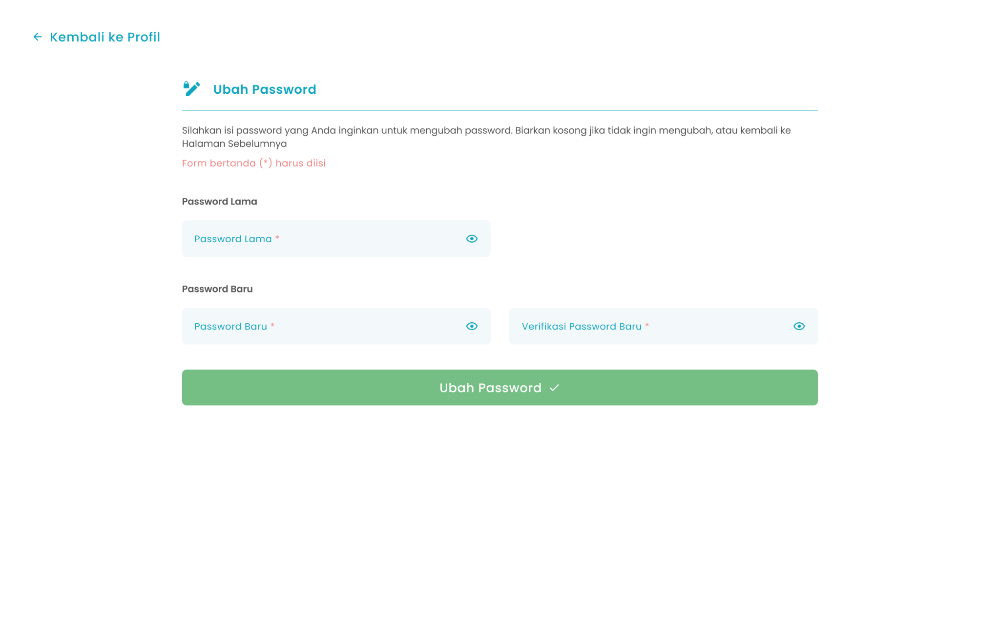 Kembali ke Profil
Ubah Password
Silahkan isi password yang Anda inginkan untuk mengubah password. Biarkan kosong jika tidak ingin mengubah, atau kembali ke
Halaman Sebelumnya
Form bertanda (*) harus diisi
Password Lama
Password Lama *
Password Baru
Password Baru *
Verifikasi Password Baru *
Ubah Password